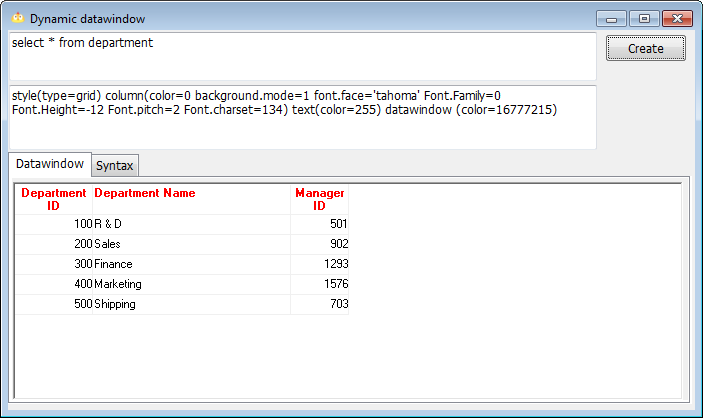 Dynamic datawindow
select * from department
Create
style(type=grid) column(color=0 background.mode=1 font.face='tahoma' Font.Family=0
Font.Height=-12 Font.pitch=2 Font.charset=134) text(color=255) datawindow (color=16777215)
Datawindow Syntax
Department ID Department Name Manager ID
100 R & D 501
200 Sales 902
300 Finance 1293
400 Marketing 1576
500 Shipping 703